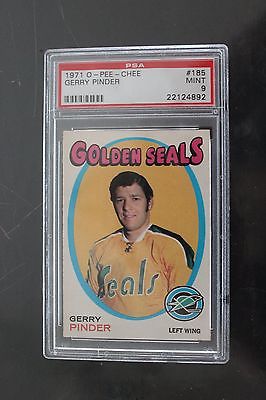 PSA
1971 O-PEE-CHEE #185
GERRY PINDER MINT
9
22124892
GOLDEN SEALS
Seals
GERRY
PINDER
LEFT WING